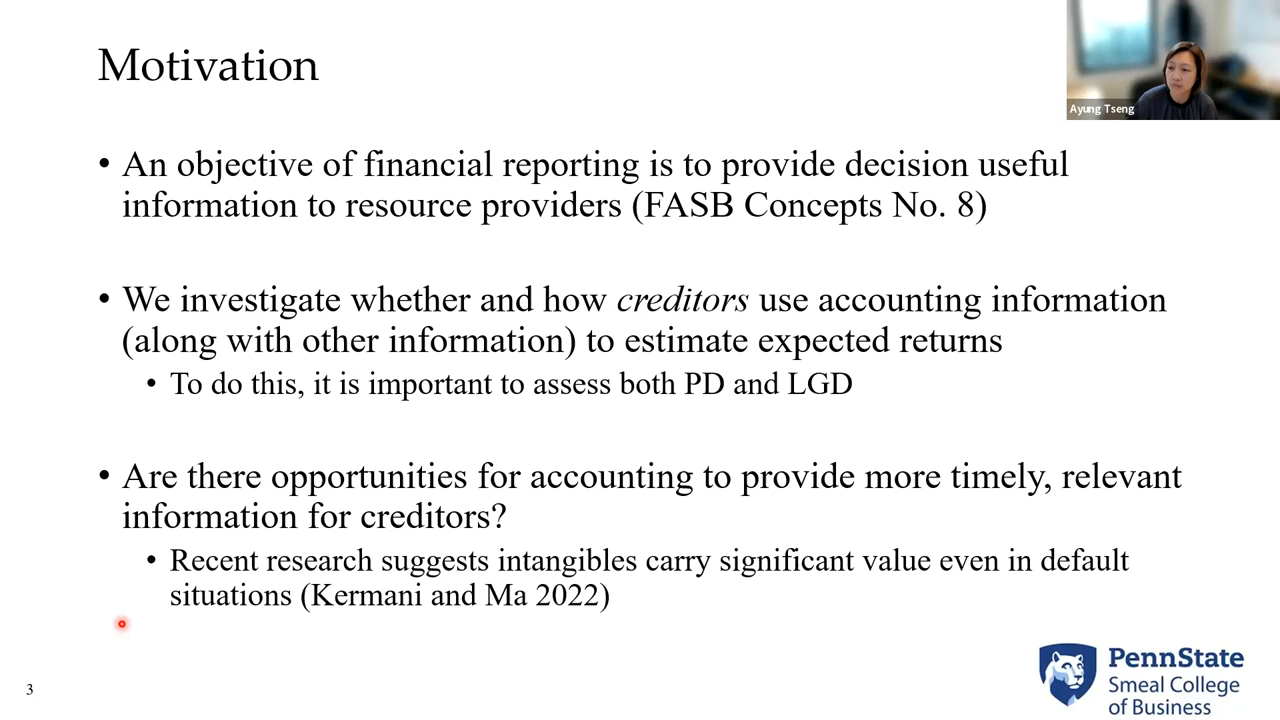 Motivation
Ayung Tseng
• An objective of financial reporting is to provide decision useful
information to resource providers (FASB Concepts No. 8)
• We investigate whether and how creditors use accounting information
(along with other information) to estimate expected returns
• To do this, it is important to assess both PD and LGD
• Are there opportunities for accounting to provide more timely, relevant
information for creditors?
• Recent research suggests intangibles carry significant value even in default
situations (Kermani and Ma 2022)
3
PennState
Smeal College
of Business